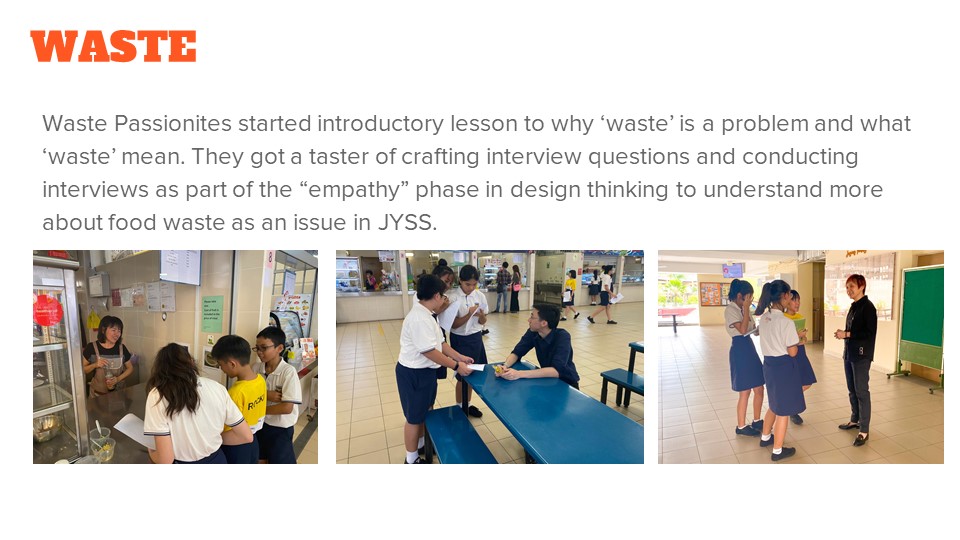 WASTE
Waste Passionites started introductory lesson to why ‘waste’ is a problem and what
‘waste’ mean. They got a taster of crafting interview questions and conducting
interviews as part of the “empathy” phase in design thinking to understand more
about food waste as an issue in JYSS.